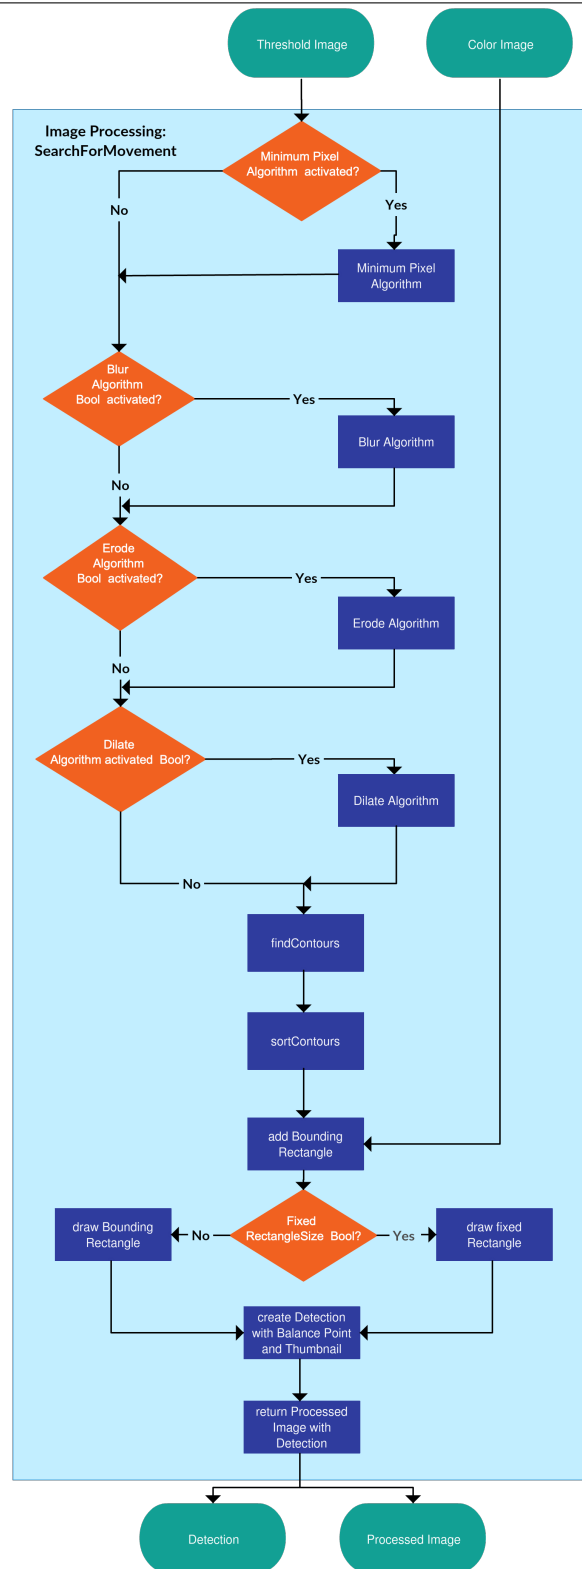 Threshold Image
Color Image
Image Processing:
SearchForMovement
Minimum Pixel
Algorithm activated?
No
Yes
Minimum Pixel
Algorithm
Blur
Algorithm
Bool activated?
Yes
Blur Algorithm
No
Erode
Algorithm
Bool activated?
Yes
Erode Algorithm
No
Dilate
Algorithm activated Bool?
Yes
Dilate Algorithm
No
findContours
sortContours
add Bounding
Rectangle
draw Bounding
Rectangle
No
Fixed
RectangleSize Bool?
Yes
draw fixed
Rectangle
create Detection
with Balance Point
and Thumbnail
return Processed
Image with
Detection
Detection
Processed Image